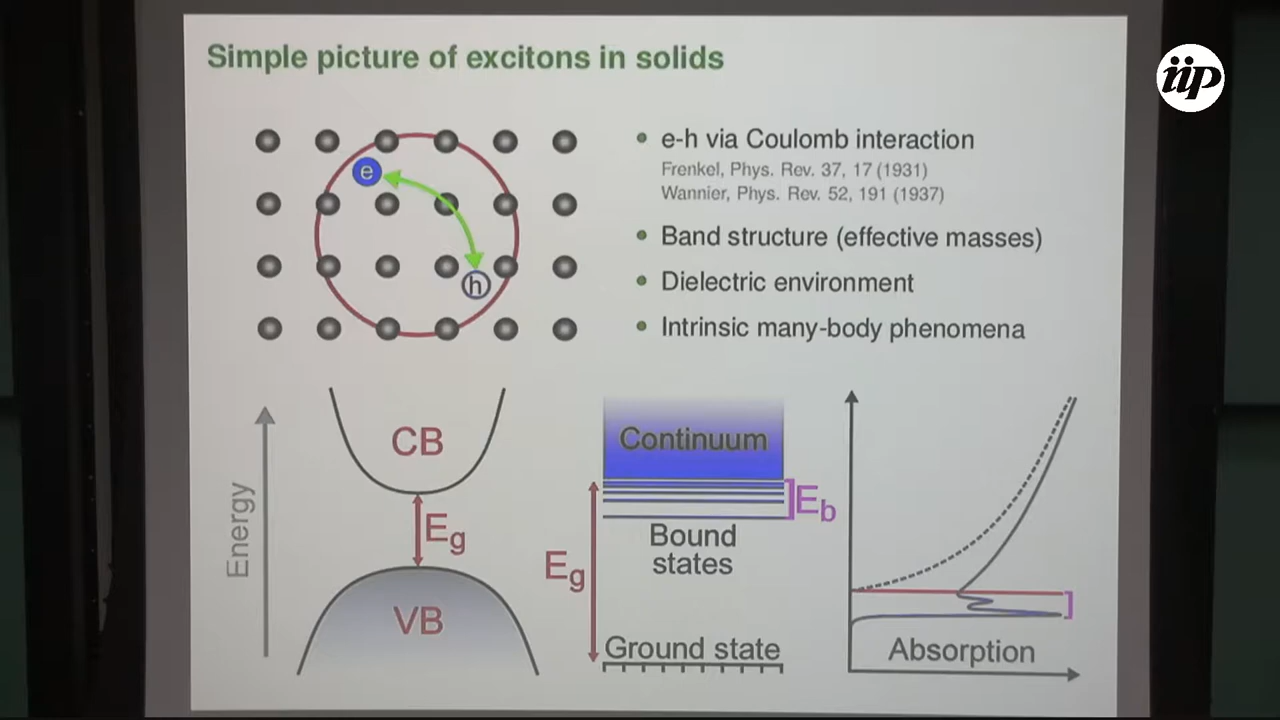 Simple picture of excitons in solids
iip
e
h
• e-h via Coulomb interaction
Frenkel, Phys. Rev. 37, 17 (1931)
Wannier, Phys. Rev. 52, 191 (1937)
• Band structure (effective masses)
• Dielectric environment
• Intrinsic many-body phenomena
Energy
CB
Eg
VB
Continuum
Eb
Bound
states
Eg
Ground state
Absorption